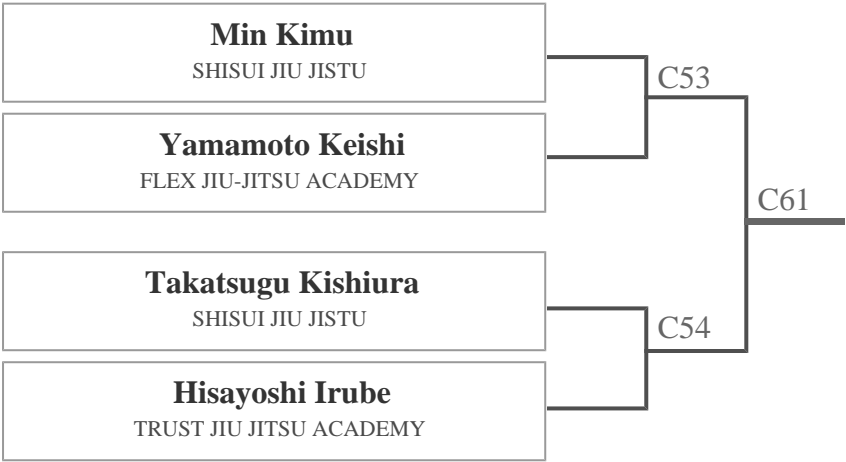 Min Kimu
SHISUI JIU JISTU
C53
Yamamoto Keishi
FLEX JIU-JITSU ACADEMY
C61
Takatsugu Kishiura
SHISUI JIU JISTU
C54
Hisayoshi Irube
TRUST JIU JITSU ACADEMY